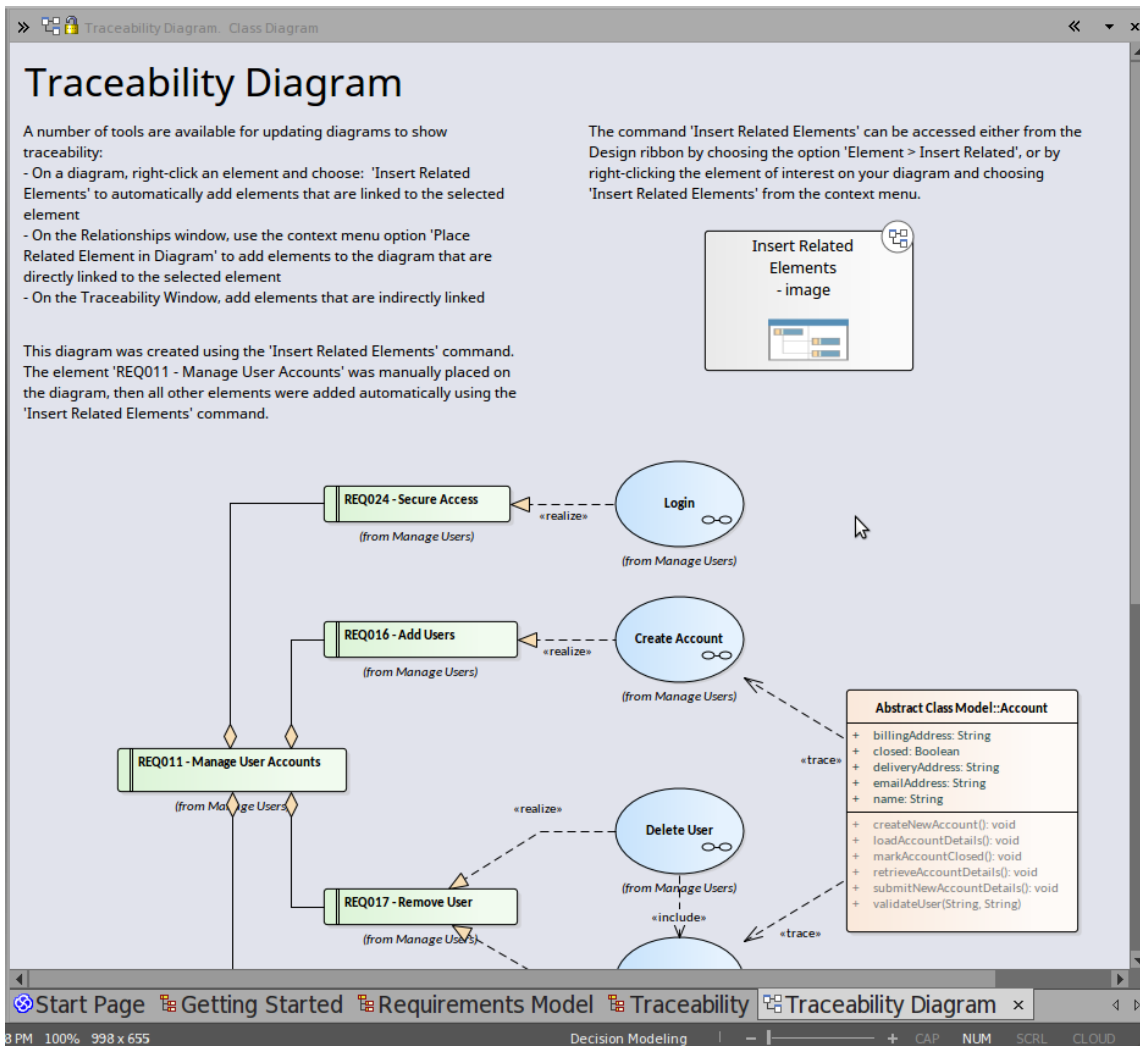 Traceability Diagram. Class Diagram
Traceability Diagram
A number of tools are available for updating diagrams to show
traceability:
- On a diagram, right-click an element and choose: 'Insert Related
Elements' to automatically add elements that are linked to the selected
element
- On the Relationships window, use the context menu option 'Place
Related Element in Diagram' to add elements to the diagram that are
directly linked to the selected element
- On the Traceability Window, add elements that are indirectly linked
This diagram was created using the 'Insert Related Elements' command.
The element 'REQ011 - Manage User Accounts' was manually placed on
the diagram, then all other elements were added automatically using the
'Insert Related Elements' command.
The command 'Insert Related Elements' can be accessed either from the
Design ribbon by choosing the option 'Element > Insert Related', or by
right-clicking the element of interest on your diagram and choosing
'Insert Related Elements' from the context menu.
Insert Related
Elements
- image
REQ024 - Secure Access
(from Manage Users)
«realize»
Login
(from Manage Users)
REQ016 - Add Users
(from Manage Users)
«realize»
Create Account
(from Manage Users)
REQ011 - Manage User Accounts
(from Manage Users)
«trace»
Abstract Class Model::Account
+ billingAddress: String
+ closed: Boolean
+ deliveryAddress: String
+ emailAddress: String
+ name: String
+ createNewAccount(): void
+ loadAccountDetails(): void
+ markAccountClosed(): void
+ retrieveAccountDetails(): void
+ submitNewAccountDetails(): void
+ validateUser(String, String)
«realize»
Delete User
(from Manage Users)
REQ017 - Remove User
(from Manage Users)
«include»
«trace»
Start Page Getting Started Requirements Model Traceability Traceability Diagram
8 PM 100% 998 x 655 Decision Modeling CAP NUM SCRL CLOUD